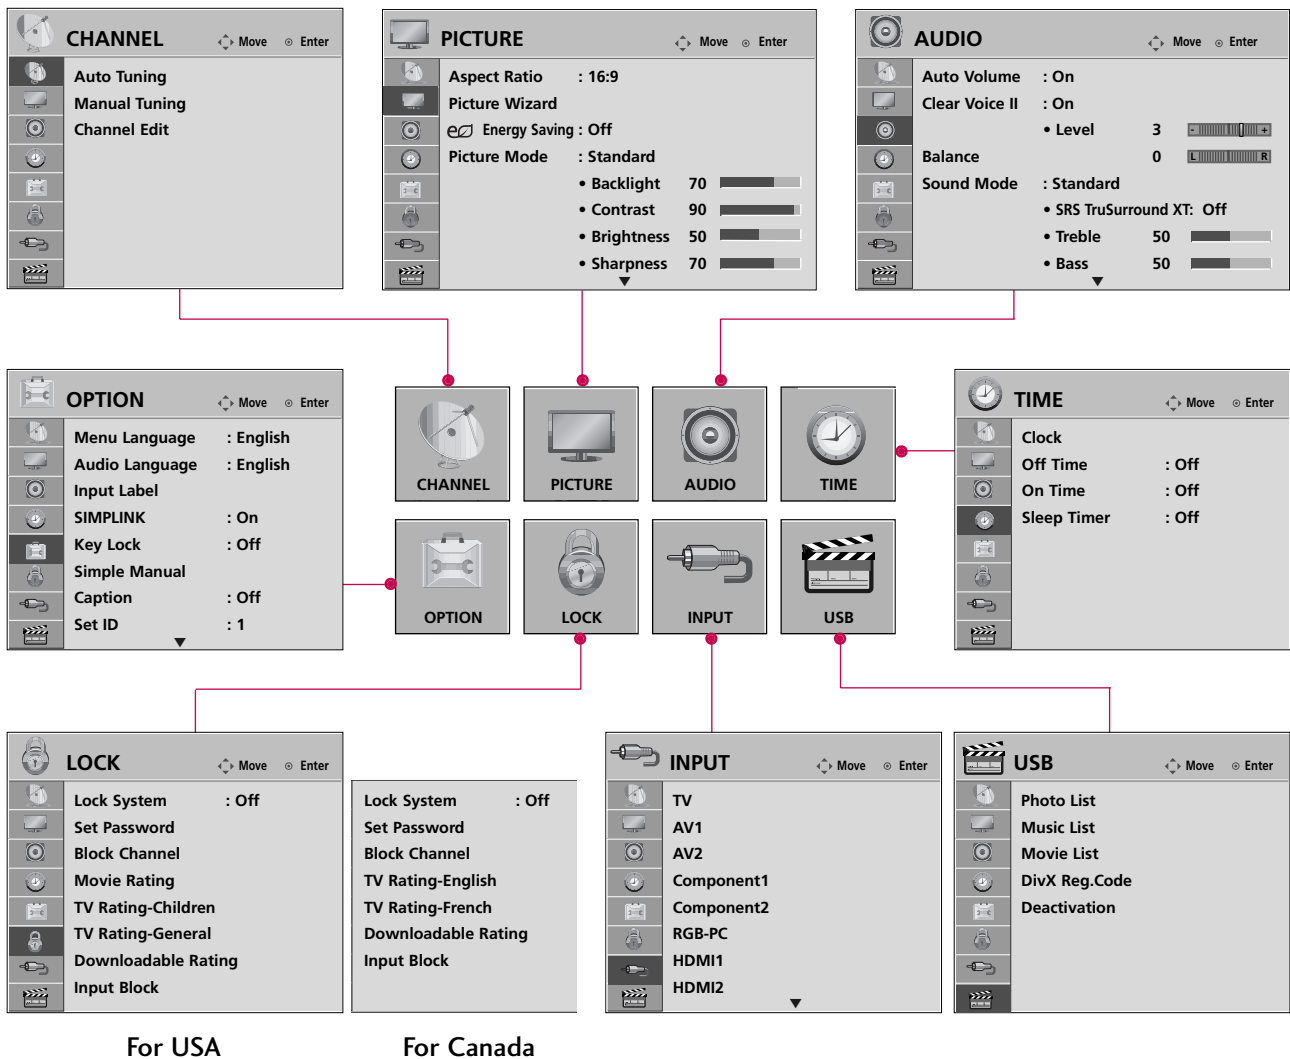 CHANNEL Move Enter
Auto Tuning
Manual Tuning
Channel Edit
PICTURE Move Enter
Aspect Ratio : 16:9
Picture Wizard
Energy Saving : Off
Picture Mode : Standard
• Backlight 70
• Contrast 90
• Brightness 50
• Sharpness 70
AUDIO Move Enter
Auto Volume : On
Clear Voice II : On
• Level 3 - +
Balance 0 L R
Sound Mode : Standard
• SRS TruSurround XT: Off
• Treble 50
• Bass 50
OPTION Move Enter
Menu Language : English
Audio Language : English
Input Label
SIMPLINK : On
Key Lock : Off
Simple Manual
Caption : Off
Set ID : 1
CHANNEL
PICTURE
AUDIO
TIME
OPTION
LOCK
INPUT
USB
TIME Move Enter
Clock
Off Time : Off
On Time : Off
Sleep Timer : Off
LOCK Move Enter
Lock System : Off
Set Password
Block Channel
Movie Rating
TV Rating-Children
TV Rating-General
Downloadable Rating
Input Block
For USA
Lock System : Off
Set Password
Block Channel
TV Rating-English
TV Rating-French
Downloadable Rating
Input Block
For Canada
INPUT Move Enter
TV
AV1
AV2
Component1
Component2
RGB-PC
HDMI1
HDMI2
USB Move Enter
Photo List
Music List
Movie List
DivX Reg.Code
Deactivation